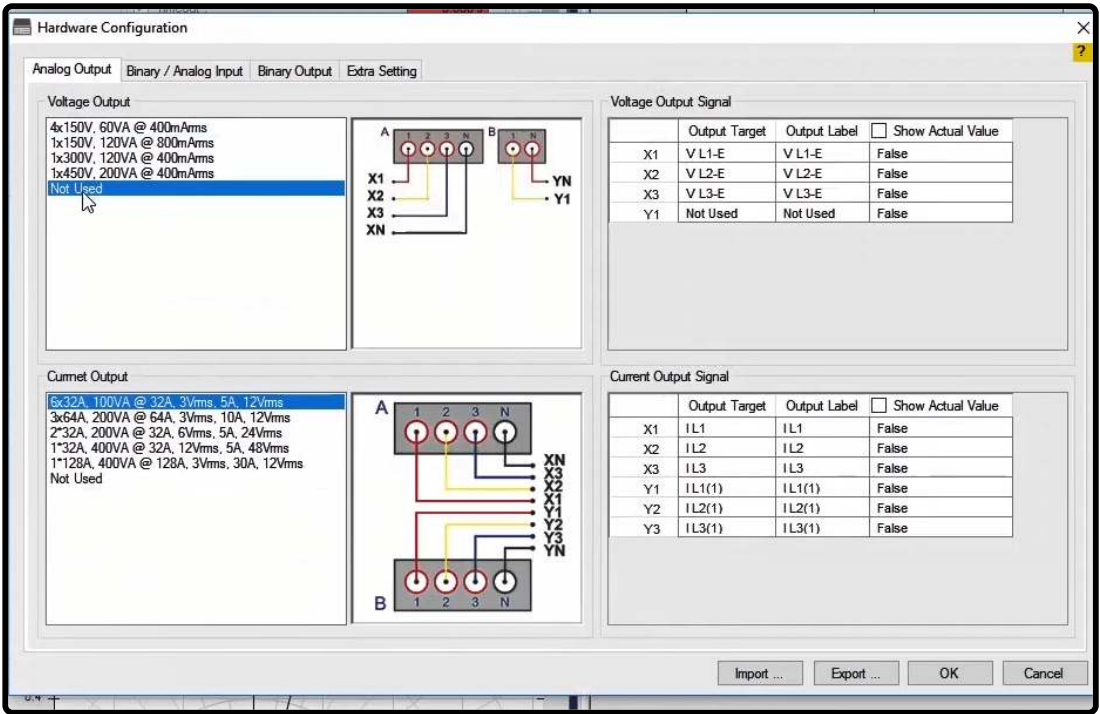 Timeout :
Hardware Configuration
?
Analog Output Binary / Analog Input Binary Output Extra Setting
Voltage Output
4x150V, 60VA @ 400mArms
1x150V, 120VA @ 800mArms
1x300V, 120VA @ 400mArms
1x450V, 200VA @ 400mArms
Not Used
A 1 2 3 N B 1 N
X1 YN
X2 Y1
X3
XN
Voltage Output Signal
Output Target Output Label Show Actual Value
X1 V L1-E V L1-E False
X2 V L2-E V L2-E False
X3 V L3-E V L3-E False
Y1 Not Used Not Used False
Currnet Output
6x32A, 100VA @ 32A, 3Vrms, 5A, 12Vrms
3x64A, 200VA @ 64A, 3Vrms, 10A, 12Vrms
2*32A, 200VA @ 32A, 6Vrms, 5A, 24Vrms
1*32A, 400VA @ 32A, 12Vrms, 5A, 48Vrms
1*128A, 400VA @ 128A, 3Vrms, 30A, 12Vrms
Not Used
A 1 2 3 N
XN
X3
X2
X1
Y1
Y2
Y3
YN
B 1 2 3 N
Current Output Signal
Output Target Output Label Show Actual Value
X1 I L1 I L1 False
X2 I L2 I L2 False
X3 I L3 I L3 False
Y1 I L1(1) I L1(1) False
Y2 I L2(1) I L2(1) False
Y3 I L3(1) I L3(1) False
Import ... Export ... OK Cancel